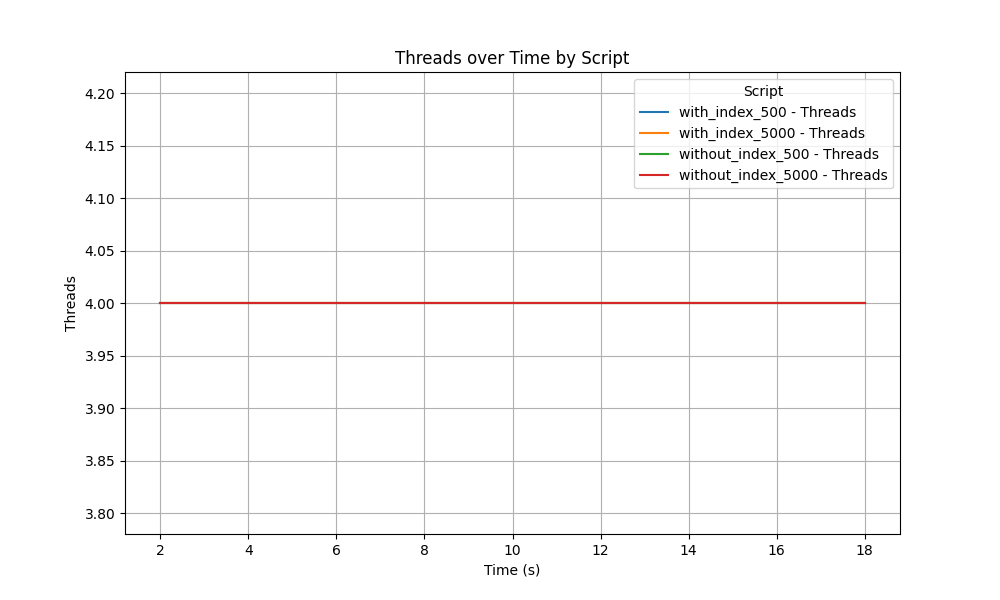 Threads over Time by Script
Script
with_index_500 - Threads
with_index_5000 - Threads
without_index_500 - Threads
without_index_5000 - Threads
Threads
4.20
4.15
4.10
4.05
4.00
3.95
3.90
3.85
3.80
2 4 6 8 10 12 14 16 18
Time (s)